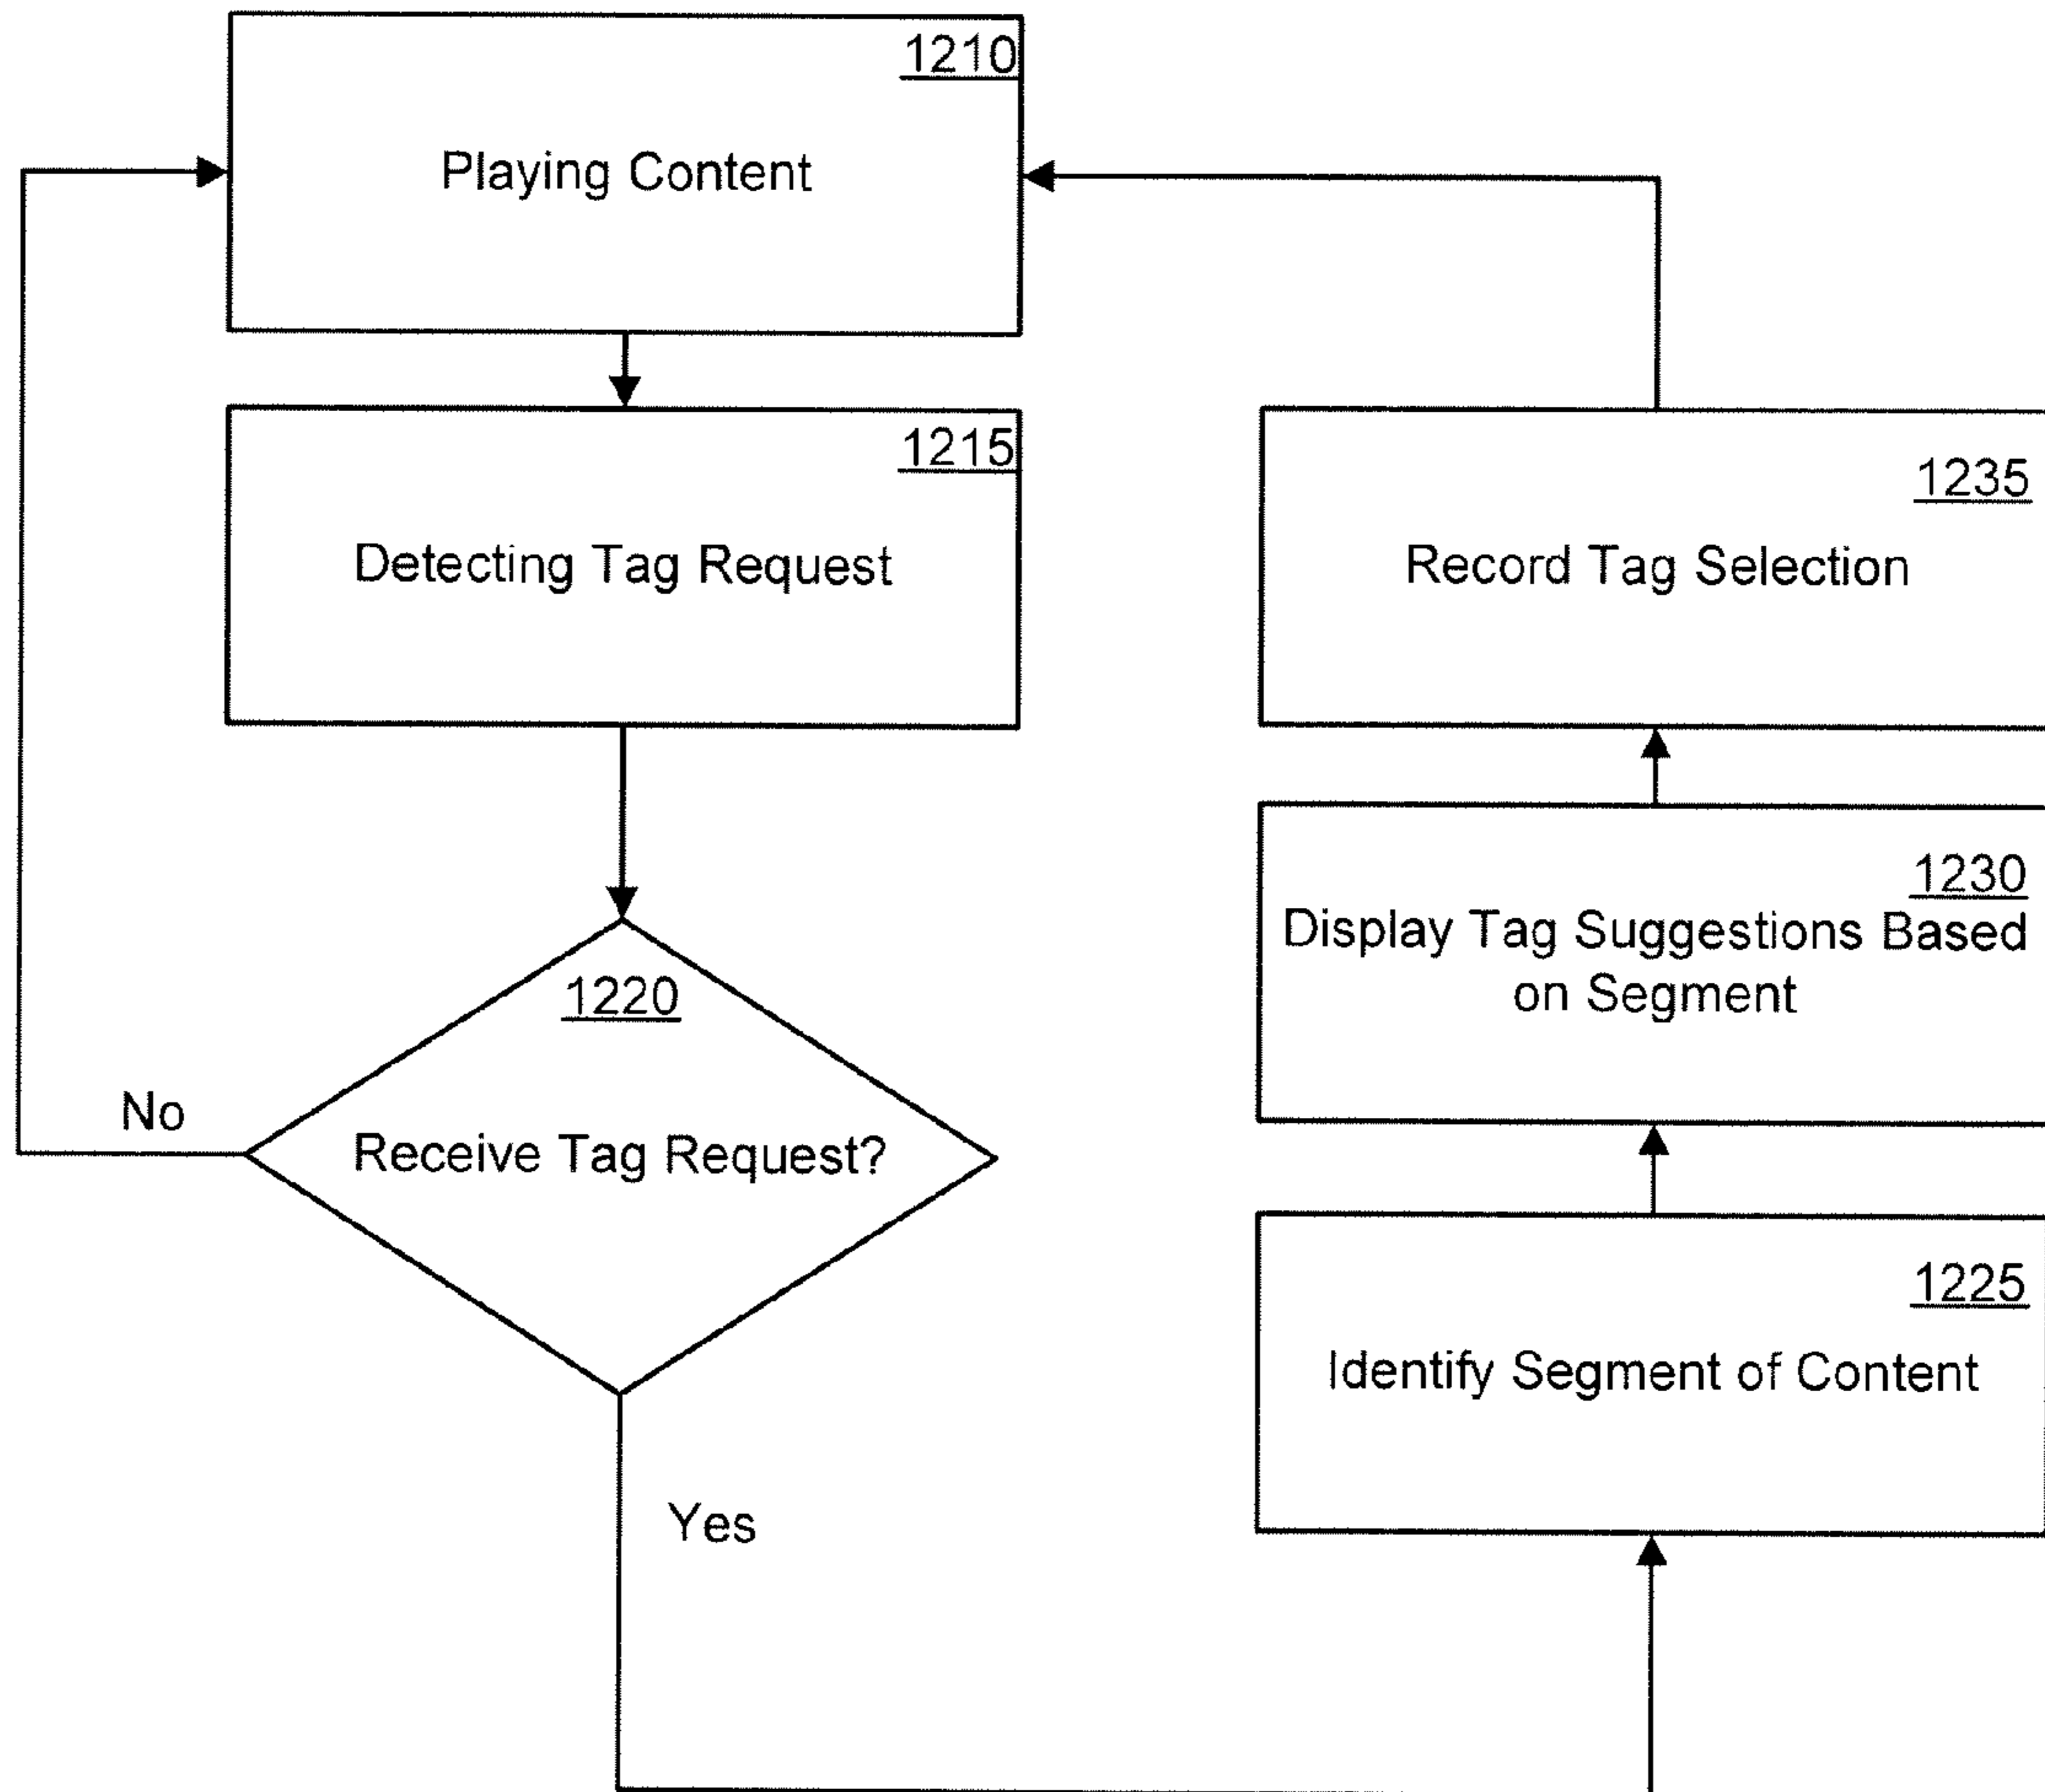 1210
Playing Content
1215
Detecting Tag Request
1220
Receive Tag Request?
No
Yes
1225
Identify Segment of Content
1230
Display Tag Suggestions Based
on Segment
1235
Record Tag Selection